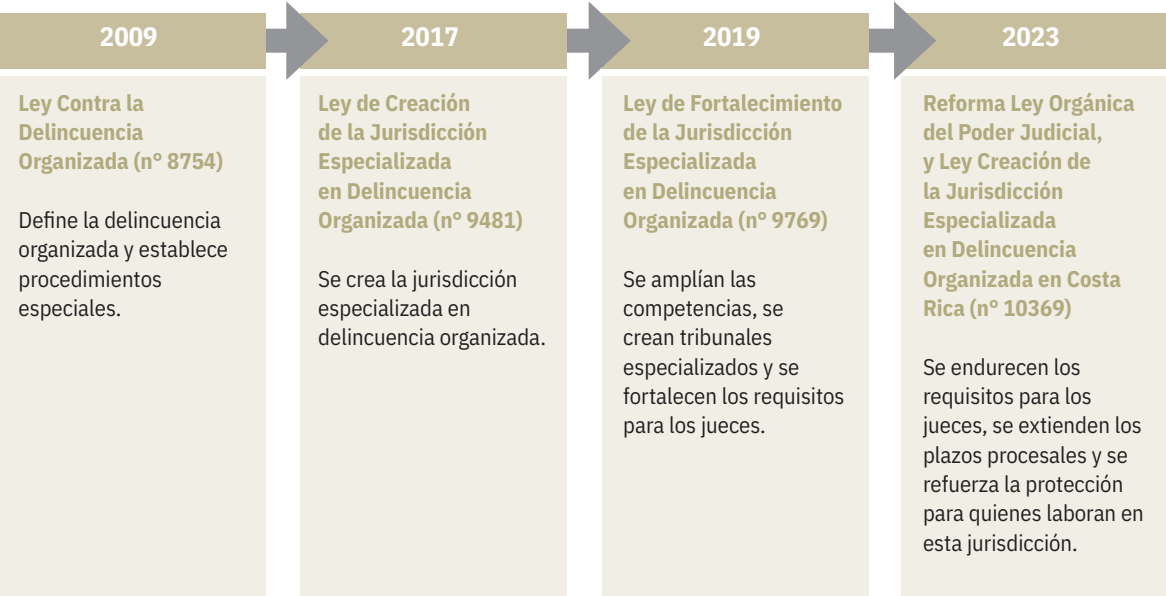 2009
Ley Contra la
Delincuencia
Organizada (n° 8754)
Define la delincuencia
organizada y establece
procedimientos
especiales.
2017
Ley de Creación
de la Jurisdicción
Especializada
en Delincuencia
Organizada (n° 9481)
Se crea la jurisdicción
especializada en
delincuencia organizada.
2019
Ley de Fortalecimiento
de la Jurisdicción
Especializada
en Delincuencia
Organizada (n° 9769)
Se amplían las
competencias, se
crean tribunales
especializados y se
fortalecen los requisitos
para los jueces.
2023
Reforma Ley Orgánica
del Poder Judicial,
y Ley Creación de
la Jurisdicción
Especializada
en Delincuencia
Organizada en Costa
Rica (n° 10369)
Se endurecen los
requisitos para los
jueces, se extienden los
plazos procesales y se
refuerza la protección
para quienes laboran en
esta jurisdicción.